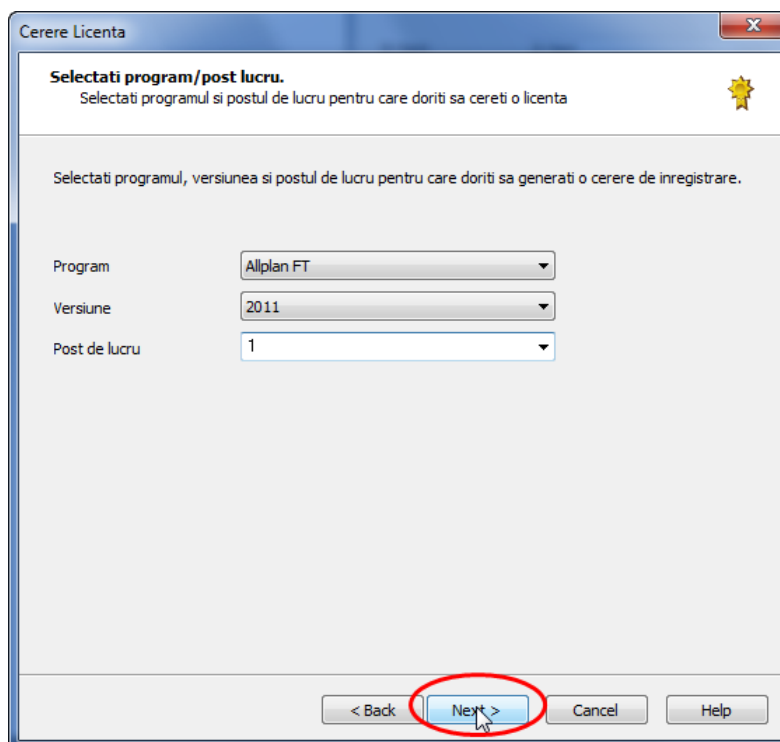 Cerere Licenta
Selectati program/post lucru.
Selectati programul si postul de lucru pentru care doriti sa cereti o licenta
Selectati programul, versiunea si postul de lucru pentru care doriti sa generati o cerere de inregistrare.
Program Allplan FT
Versiune 2011
Post de lucru 1
< Back Next > Cancel Help